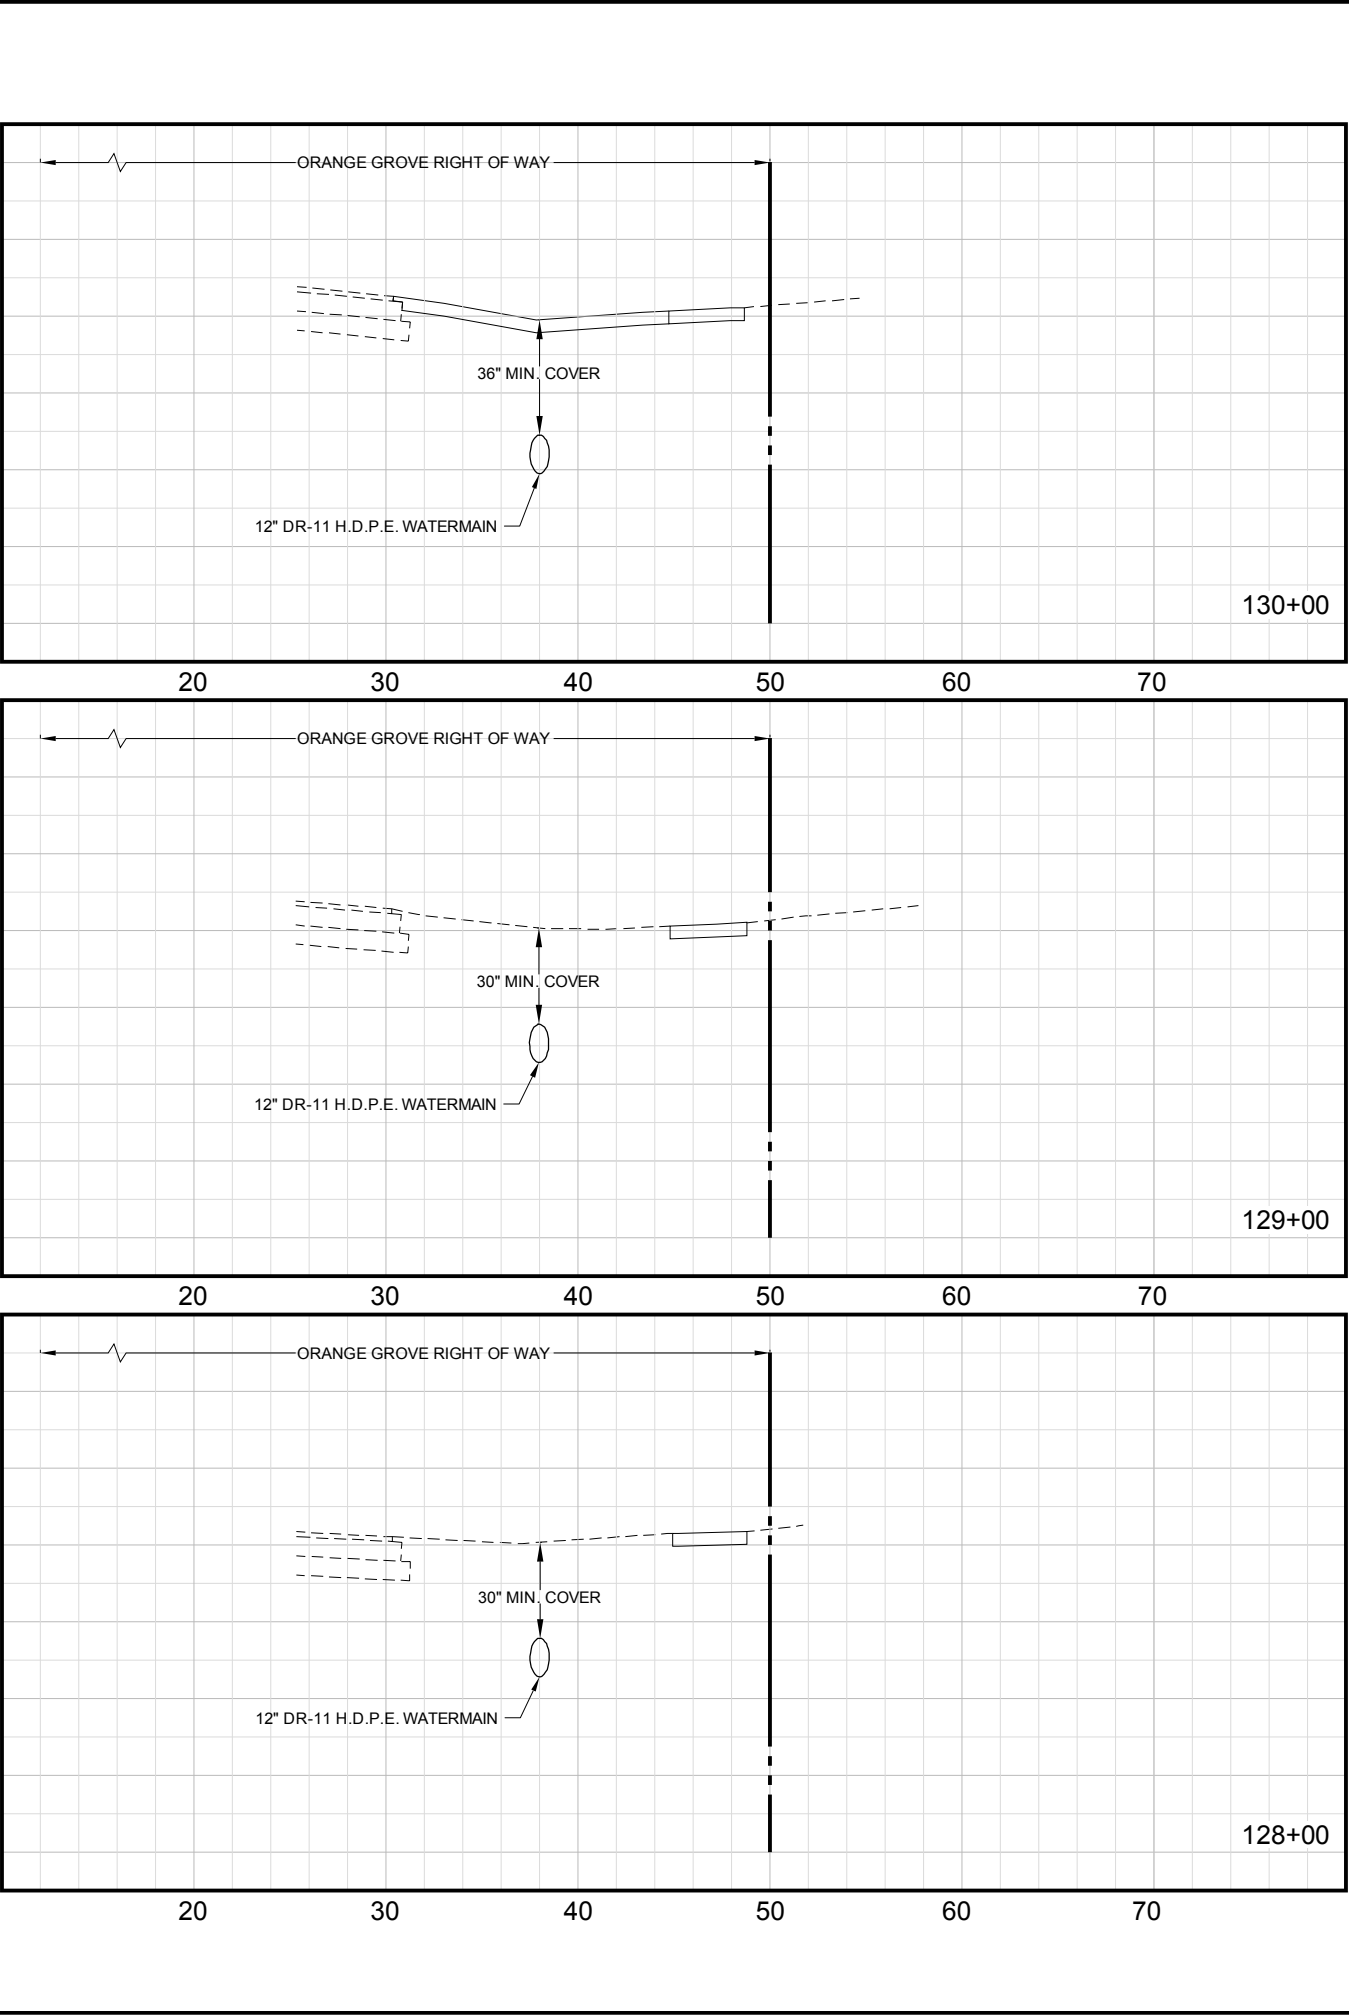 ORANGE GROVE RIGHT OF WAY
36" MIN. COVER
12" DR-11 H.D.P.E. WATERMAIN
130+00
20 30 40 50 60 70
ORANGE GROVE RIGHT OF WAY
30" MIN. COVER
12" DR-11 H.D.P.E. WATERMAIN
129+00
20 30 40 50 60 70
ORANGE GROVE RIGHT OF WAY
30" MIN. COVER
12" DR-11 H.D.P.E. WATERMAIN
128+00
20 30 40 50 60 70